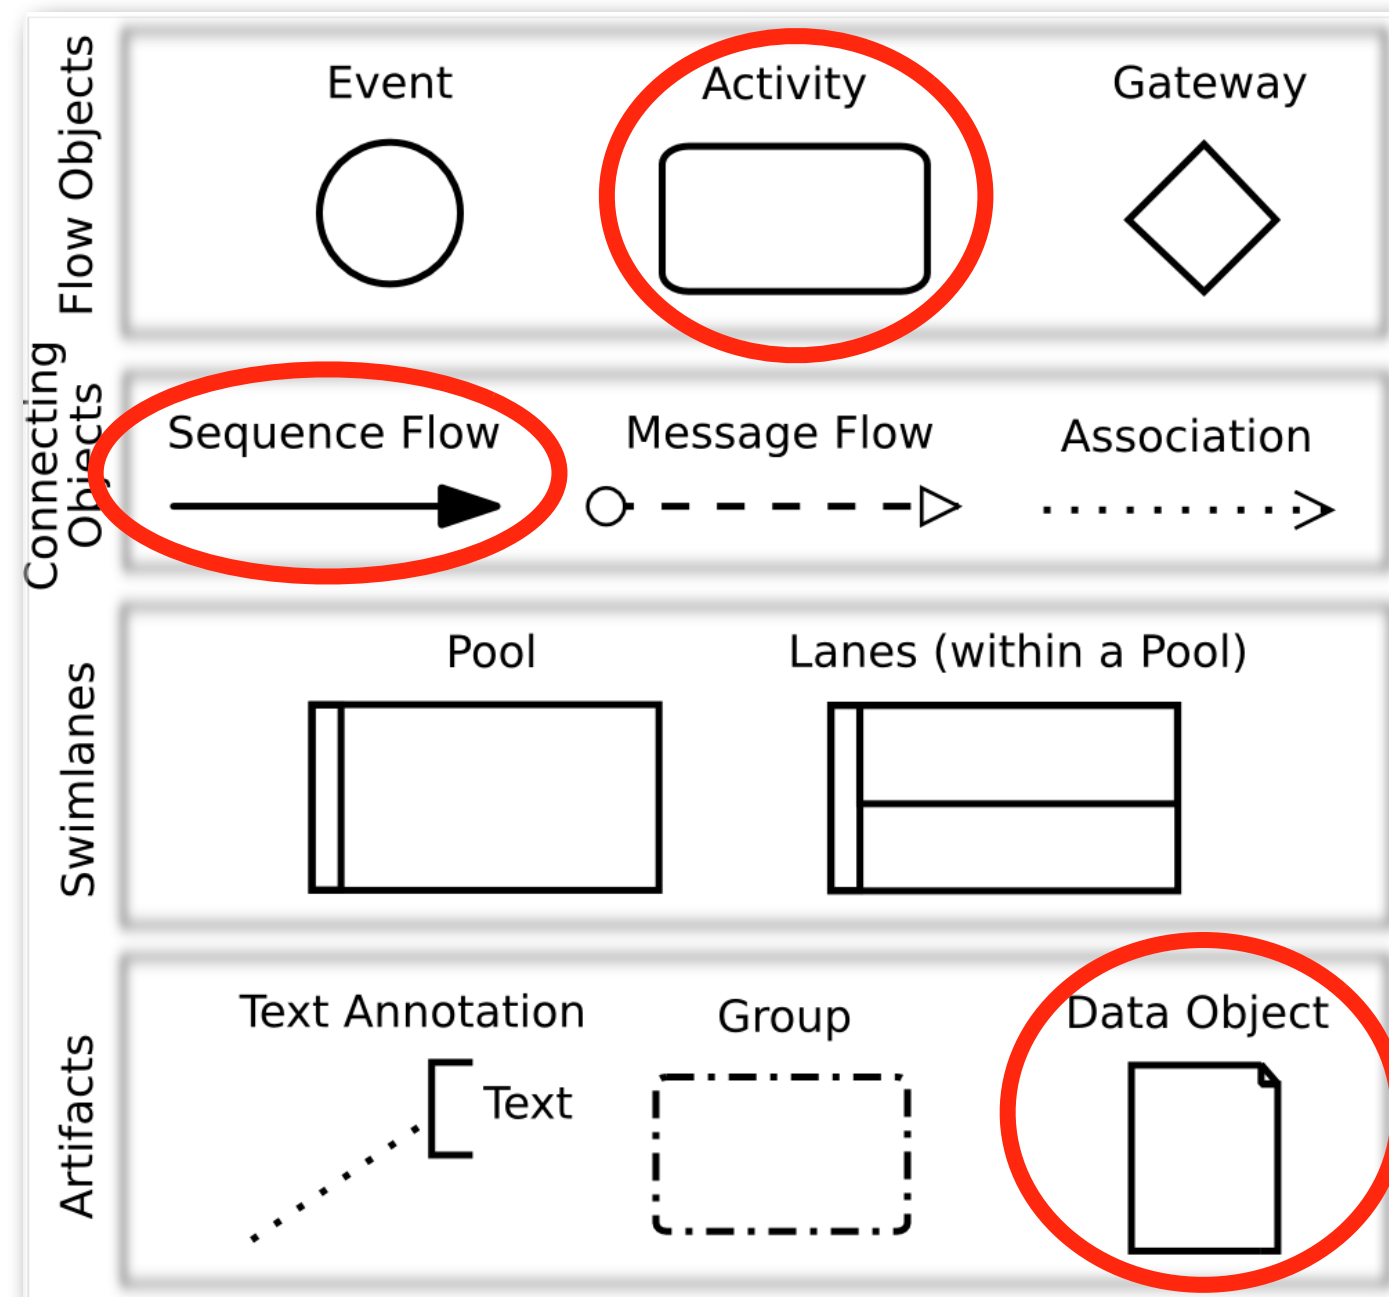 Flow Objects
Event
Activity
Gateway
Connecting
Objects
Sequence Flow
Message Flow
Association
Swimlanes
Pool
Lanes (within a Pool)
Artifacts
Text Annotation
Text
Group
Data Object